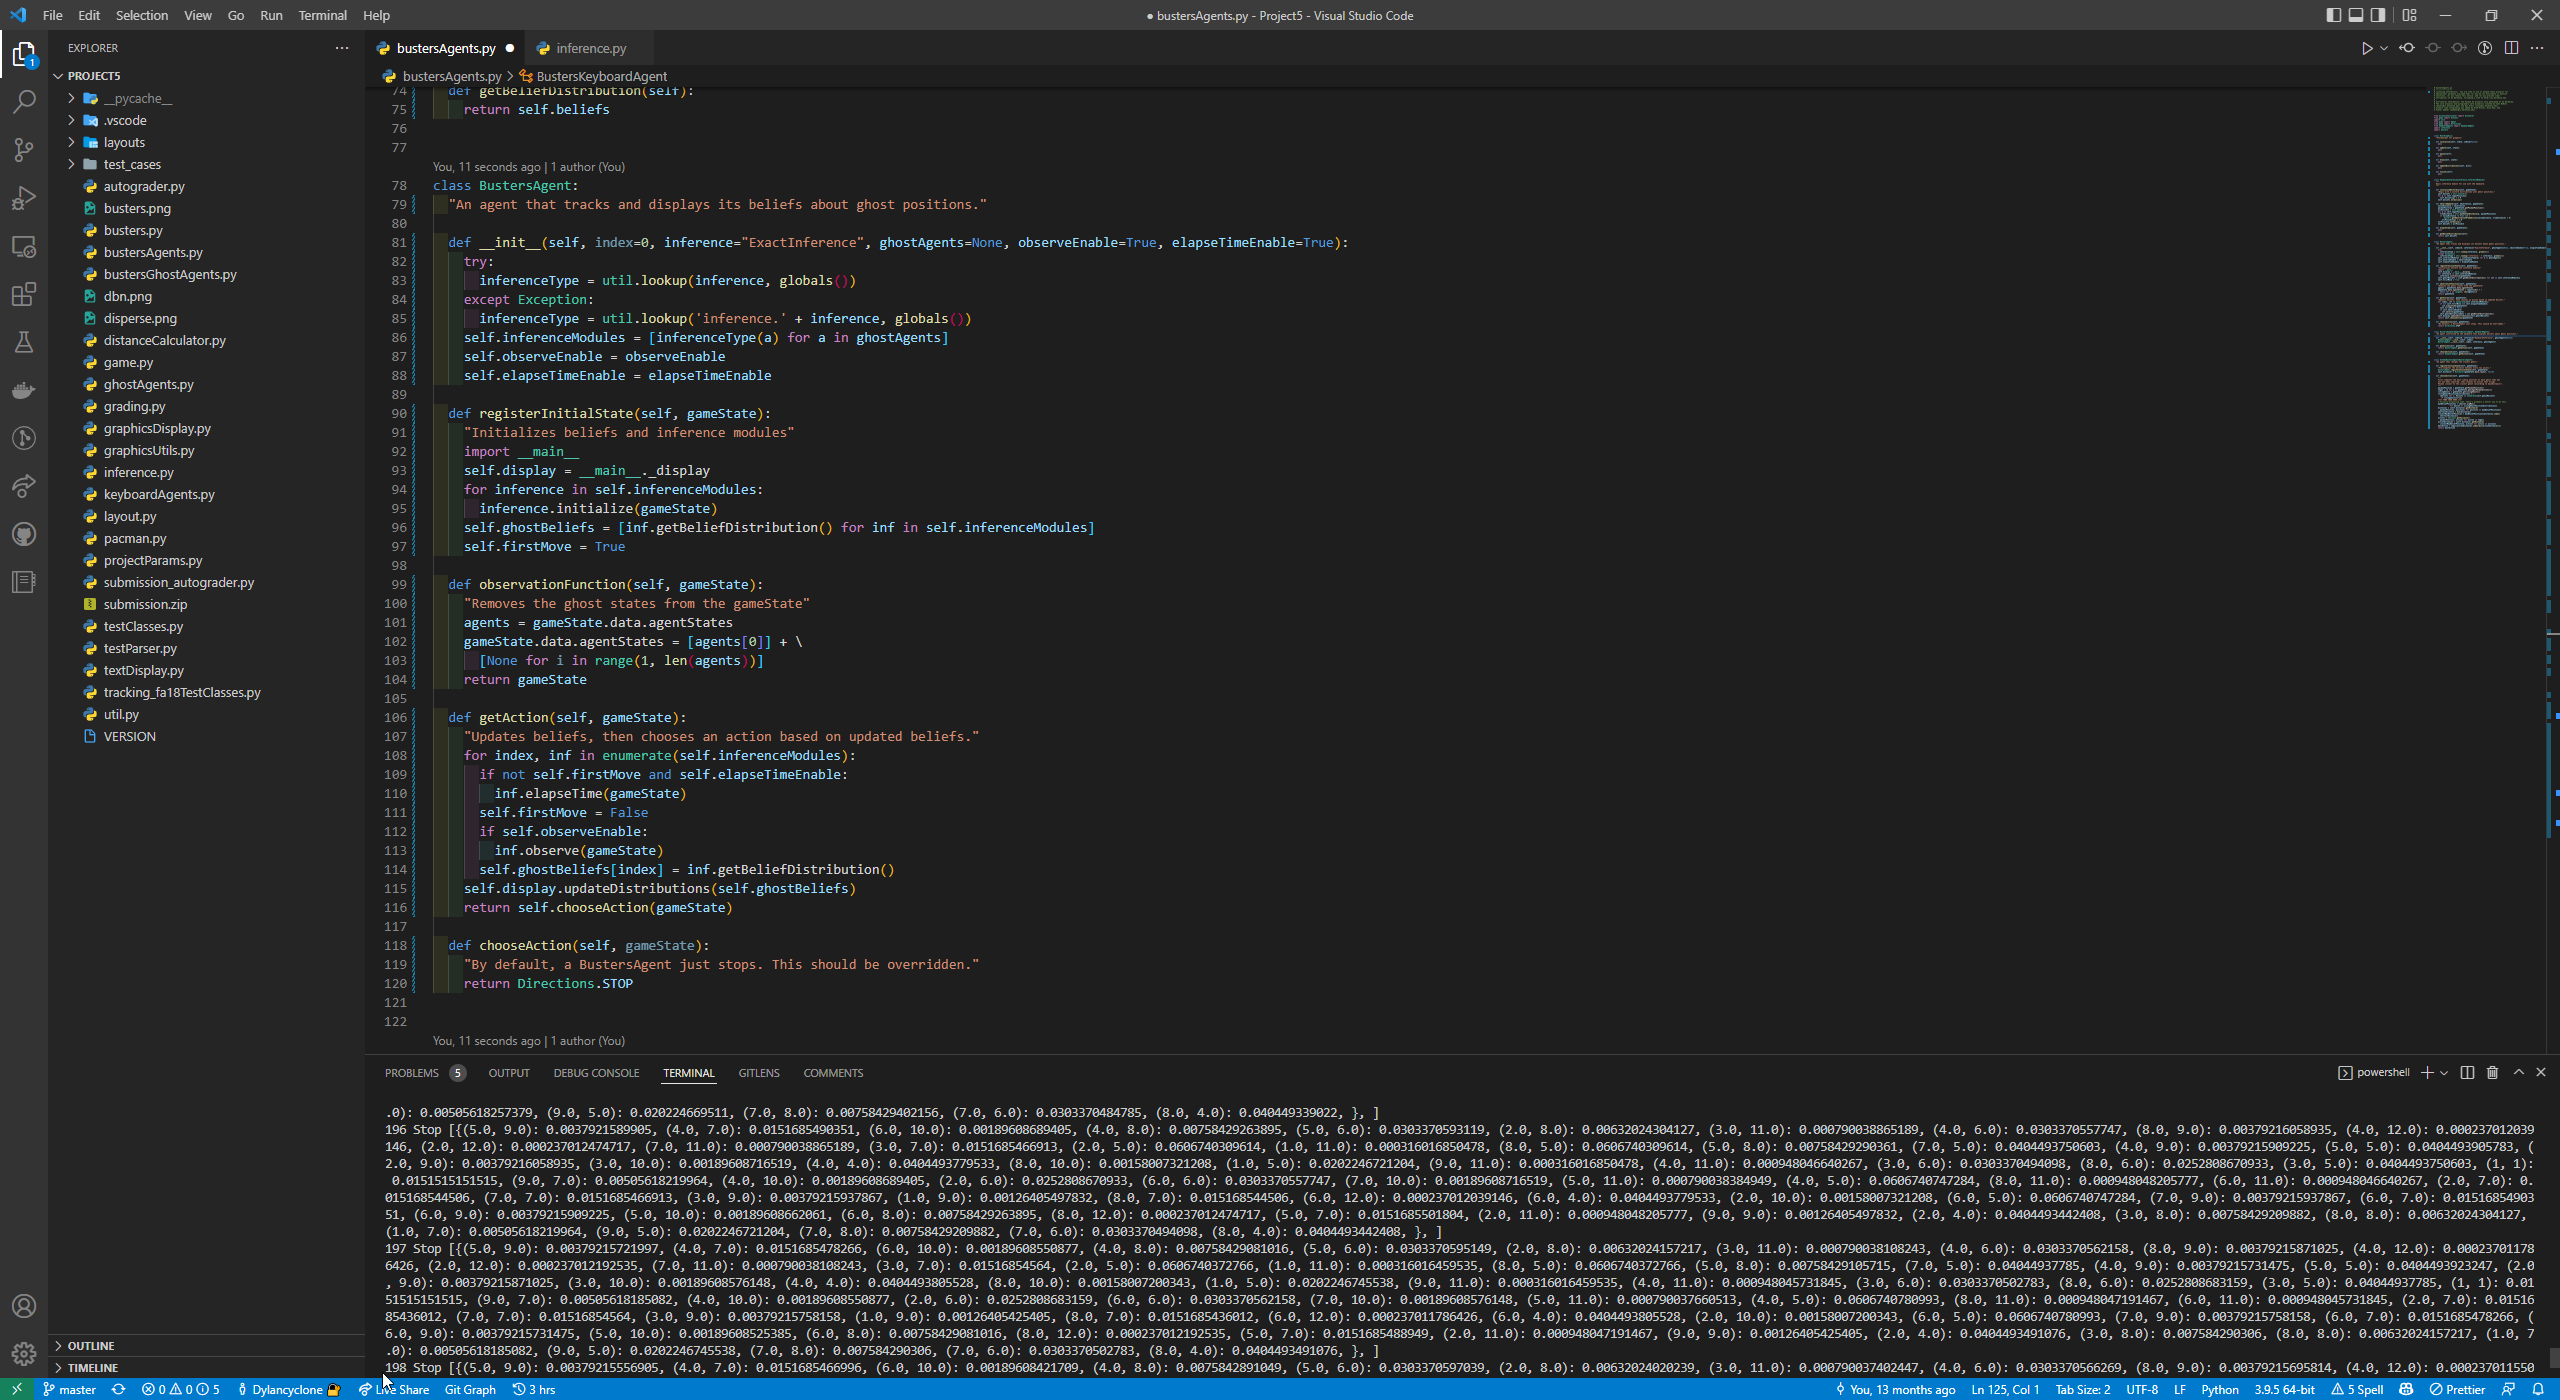 File Edit Selection View Go Run Terminal Help
● bustersAgents.py - Project5 - Visual Studio Code
EXPLORER
PROJECT5
__pycache__
.vscode
layouts
test_cases
autograder.py
busters.png
busters.py
bustersAgents.py
bustersGhostAgents.py
dbn.png
disperse.png
distanceCalculator.py
game.py
ghostAgents.py
grading.py
graphicsDisplay.py
graphicsUtils.py
inference.py
keyboardAgents.py
layout.py
pacman.py
projectParams.py
submission_autograder.py
submission.zip
testClasses.py
testParser.py
textDisplay.py
tracking_fa18TestClasses.py
util.py
VERSION
OUTLINE
TIMELINE
bustersAgents.py ● inference.py
bustersAgents.py > BustersKeyboardAgent
74 def getBeliefDistribution(self):
75 return self.beliefs
76
77
You, 11 seconds ago | 1 author (You)
78 class BustersAgent:
79 "An agent that tracks and displays its beliefs about ghost positions."
80
81 def __init__(self, index=0, inference="ExactInference", ghostAgents=None, observeEnable=True, elapseTimeEnable=True):
82 try:
83 inferenceType = util.lookup(inference, globals())
84 except Exception:
85 inferenceType = util.lookup('inference.' + inference, globals())
86 self.inferenceModules = [inferenceType(a) for a in ghostAgents]
87 self.observeEnable = observeEnable
88 self.elapseTimeEnable = elapseTimeEnable
89
90 def registerInitialState(self, gameState):
91 "Initializes beliefs and inference modules"
92 import __main__
93 self.display = __main__._display
94 for inference in self.inferenceModules:
95 inference.initialize(gameState)
96 self.ghostBeliefs = [inf.getBeliefDistribution() for inf in self.inferenceModules]
97 self.firstMove = True
98
99 def observationFunction(self, gameState):
100 "Removes the ghost states from the gameState"
101 agents = gameState.data.agentStates
102 gameState.data.agentStates = [agents[0]] + \
103 [None for i in range(1, len(agents))]
104 return gameState
105
106 def getAction(self, gameState):
107 "Updates beliefs, then chooses an action based on updated beliefs."
108 for index, inf in enumerate(self.inferenceModules):
109 if not self.firstMove and self.elapseTimeEnable:
110 inf.elapseTime(gameState)
111 self.firstMove = False
112 if self.observeEnable:
113 inf.observe(gameState)
114 self.ghostBeliefs[index] = inf.getBeliefDistribution()
115 self.display.updateDistributions(self.ghostBeliefs)
116 return self.chooseAction(gameState)
117
118 def chooseAction(self, gameState):
119 "By default, a BustersAgent just stops. This should be overridden."
120 return Directions.STOP
121
122
You, 11 seconds ago | 1 author (You)
PROBLEMS 5 OUTPUT DEBUG CONSOLE TERMINAL GITLENS COMMENTS
powershell
.0): 0.00505618257379, (9.0, 5.0): 0.020224669511, (7.0, 8.0): 0.00758429402156, (7.0, 6.0): 0.0303370484785, (8.0, 4.0): 0.040449339022, }, ]
196 Stop [{(5.0, 9.0): 0.0037921589905, (4.0, 7.0): 0.0151685490351, (6.0, 10.0): 0.00189608689405, (4.0, 8.0): 0.00758429263895, (5.0, 6.0): 0.0303370593119, (2.0, 8.0): 0.00632024304127, (3.0, 11.0): 0.000790038865189, (4.0, 6.0): 0.0303370557747, (8.0, 9.0): 0.00379216058935, (4.0, 12.0): 0.000237012039
146, (2.0, 12.0): 0.000237012474717, (7.0, 11.0): 0.000790038865189, (3.0, 7.0): 0.0151685466913, (2.0, 5.0): 0.0606740309614, (1.0, 11.0): 0.000316016850478, (8.0, 5.0): 0.0606740309614, (5.0, 8.0): 0.00758429290361, (7.0, 5.0): 0.0404493750603, (4.0, 9.0): 0.00379215909225, (5.0, 5.0): 0.0404493905783, (
2.0, 9.0): 0.00379216058935, (3.0, 10.0): 0.00189608716519, (4.0, 4.0): 0.0404493779533, (8.0, 10.0): 0.00158007321208, (1.0, 5.0): 0.0202246721204, (9.0, 11.0): 0.000316016850478, (4.0, 11.0): 0.000948046640267, (3.0, 6.0): 0.0303370494098, (8.0, 6.0): 0.0252808670933, (3.0, 5.0): 0.0404493750603, (1, 1):
0.0151515151515, (9.0, 7.0): 0.00505618219964, (4.0, 10.0): 0.00189608689405, (2.0, 6.0): 0.0252808670933, (6.0, 6.0): 0.0303370557747, (7.0, 10.0): 0.00189608716519, (5.0, 11.0): 0.000790038384949, (4.0, 5.0): 0.0606740747284, (8.0, 11.0): 0.000948048205777, (6.0, 11.0): 0.000948046640267, (2.0, 7.0): 0.
015168544506, (7.0, 7.0): 0.0151685466913, (3.0, 9.0): 0.00379215937867, (1.0, 9.0): 0.00126405497832, (8.0, 7.0): 0.015168544506, (6.0, 12.0): 0.000237012039146, (6.0, 4.0): 0.0404493779533, (2.0, 10.0): 0.00158007321208, (6.0, 5.0): 0.0606740747284, (7.0, 9.0): 0.00379215937867, (6.0, 7.0): 0.01516854903
51, (6.0, 9.0): 0.00379215909225, (5.0, 10.0): 0.00189608662061, (6.0, 8.0): 0.00758429263895, (8.0, 12.0): 0.000237012474717, (5.0, 7.0): 0.0151685501804, (2.0, 11.0): 0.000948048205777, (9.0, 9.0): 0.00126405497832, (2.0, 4.0): 0.0404493442408, (3.0, 8.0): 0.00758429209882, (8.0, 8.0): 0.00632024304127,
(1.0, 7.0): 0.00505618219964, (9.0, 5.0): 0.0202246721204, (7.0, 8.0): 0.00758429209882, (7.0, 6.0): 0.0303370494098, (8.0, 4.0): 0.0404493442408, }, ]
197 Stop [{(5.0, 9.0): 0.00379215721997, (4.0, 7.0): 0.0151685478266, (6.0, 10.0): 0.00189608550877, (4.0, 8.0): 0.00758429081016, (5.0, 6.0): 0.0303370595149, (2.0, 8.0): 0.00632024157217, (3.0, 11.0): 0.000790038108243, (4.0, 6.0): 0.0303370562158, (8.0, 9.0): 0.00379215871025, (4.0, 12.0): 0.00023701178
6426, (2.0, 12.0): 0.000237012192535, (7.0, 11.0): 0.000790038108243, (3.0, 7.0): 0.01516854564, (2.0, 5.0): 0.0606740372766, (1.0, 11.0): 0.000316016459535, (8.0, 5.0): 0.0606740372766, (5.0, 8.0): 0.00758429105715, (7.0, 5.0): 0.04044937785, (4.0, 9.0): 0.00379215731475, (5.0, 5.0): 0.0404493923247, (2.0
, 9.0): 0.00379215871025, (3.0, 10.0): 0.00189608576148, (4.0, 4.0): 0.0404493805528, (8.0, 10.0): 0.00158007200343, (1.0, 5.0): 0.0202246745538, (9.0, 11.0): 0.000316016459535, (4.0, 11.0): 0.000948045731845, (3.0, 6.0): 0.0303370502783, (8.0, 6.0): 0.0252808683159, (3.0, 5.0): 0.04044937785, (1, 1): 0.01
51515151515, (9.0, 7.0): 0.00505618185082, (4.0, 10.0): 0.00189608550877, (2.0, 6.0): 0.0252808683159, (6.0, 6.0): 0.0303370562158, (7.0, 10.0): 0.00189608576148, (5.0, 11.0): 0.000790037660513, (4.0, 5.0): 0.0606740780993, (8.0, 11.0): 0.000948047191467, (6.0, 11.0): 0.000948045731845, (2.0, 7.0): 0.01516
85436012, (7.0, 7.0): 0.01516854564, (3.0, 9.0): 0.00379215758158, (1.0, 9.0): 0.00126405425405, (8.0, 7.0): 0.0151685436012, (6.0, 12.0): 0.000237011786426, (6.0, 4.0): 0.0404493805528, (2.0, 10.0): 0.00158007200343, (6.0, 5.0): 0.0606740780993, (7.0, 9.0): 0.00379215758158, (6.0, 7.0): 0.0151685478266, (
6.0, 9.0): 0.00379215731475, (5.0, 10.0): 0.00189608525385, (6.0, 8.0): 0.00758429081016, (8.0, 12.0): 0.000237012192535, (5.0, 7.0): 0.0151685488949, (2.0, 11.0): 0.000948047191467, (9.0, 9.0): 0.00126405425405, (2.0, 4.0): 0.0404493491076, (3.0, 8.0): 0.007584290306, (8.0, 8.0): 0.00632024157217, (1.0, 7
.0): 0.00505618185082, (9.0, 5.0): 0.0202246745538, (7.0, 8.0): 0.007584290306, (7.0, 6.0): 0.0303370502783, (8.0, 4.0): 0.0404493491076, }, ]
198 Stop [{(5.0, 9.0): 0.00379215556905, (4.0, 7.0): 0.0151685466996, (6.0, 10.0): 0.00189608421709, (4.0, 8.0): 0.0075842891049, (5.0, 6.0): 0.0303370597039, (2.0, 8.0): 0.00632024020239, (3.0, 11.0): 0.000790037402447, (4.0, 6.0): 0.0303370566269, (8.0, 9.0): 0.00379215695814, (4.0, 12.0): 0.000237011550
master 0 0 5 Dylancyclone Live Share Git Graph 3 hrs
You, 13 months ago Ln 125, Col 1 Tab Size: 2 UTF-8 LF Python 3.9.5 64-bit 5 Spell Prettier